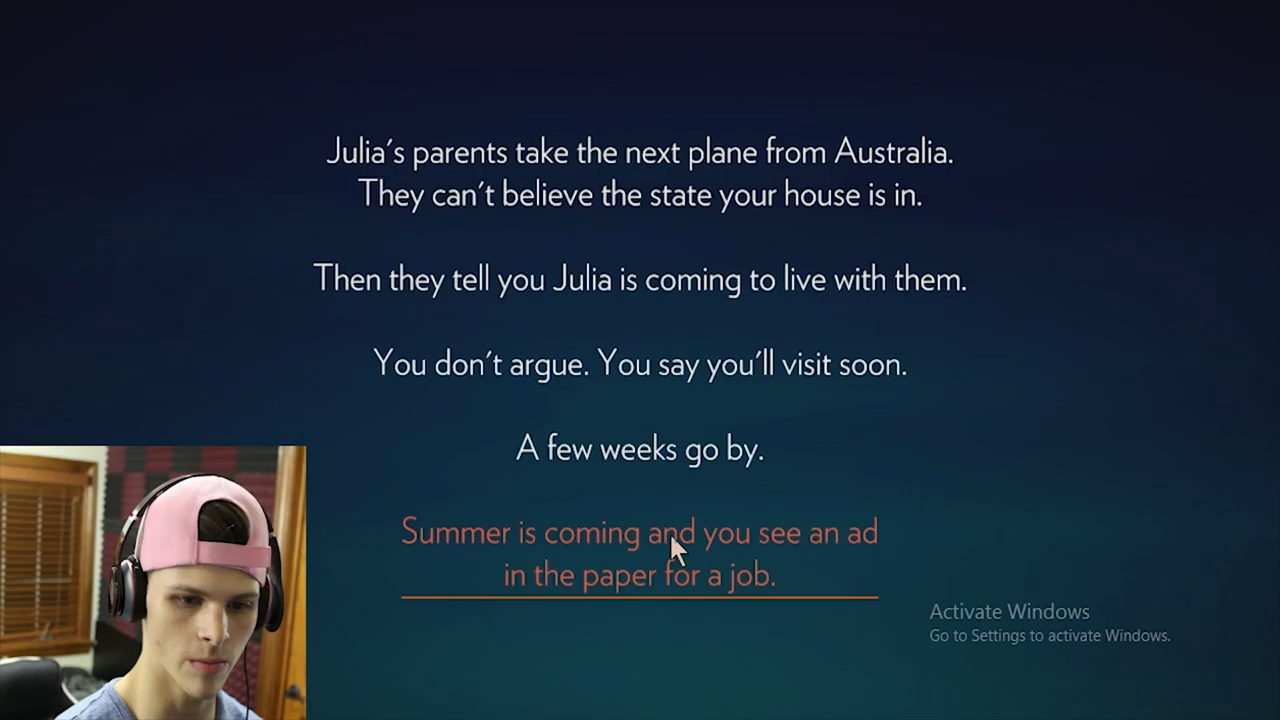 Julia's parents take the next plane from Australia.
They can't believe the state your house is in.
Then they tell you Julia is coming to live with them.
You don't argue. You say you'll visit soon.
A few weeks go by.
Summer is coming and you see an ad
in the paper for a job.
Activate Windows
Go to Settings to activate Windows.